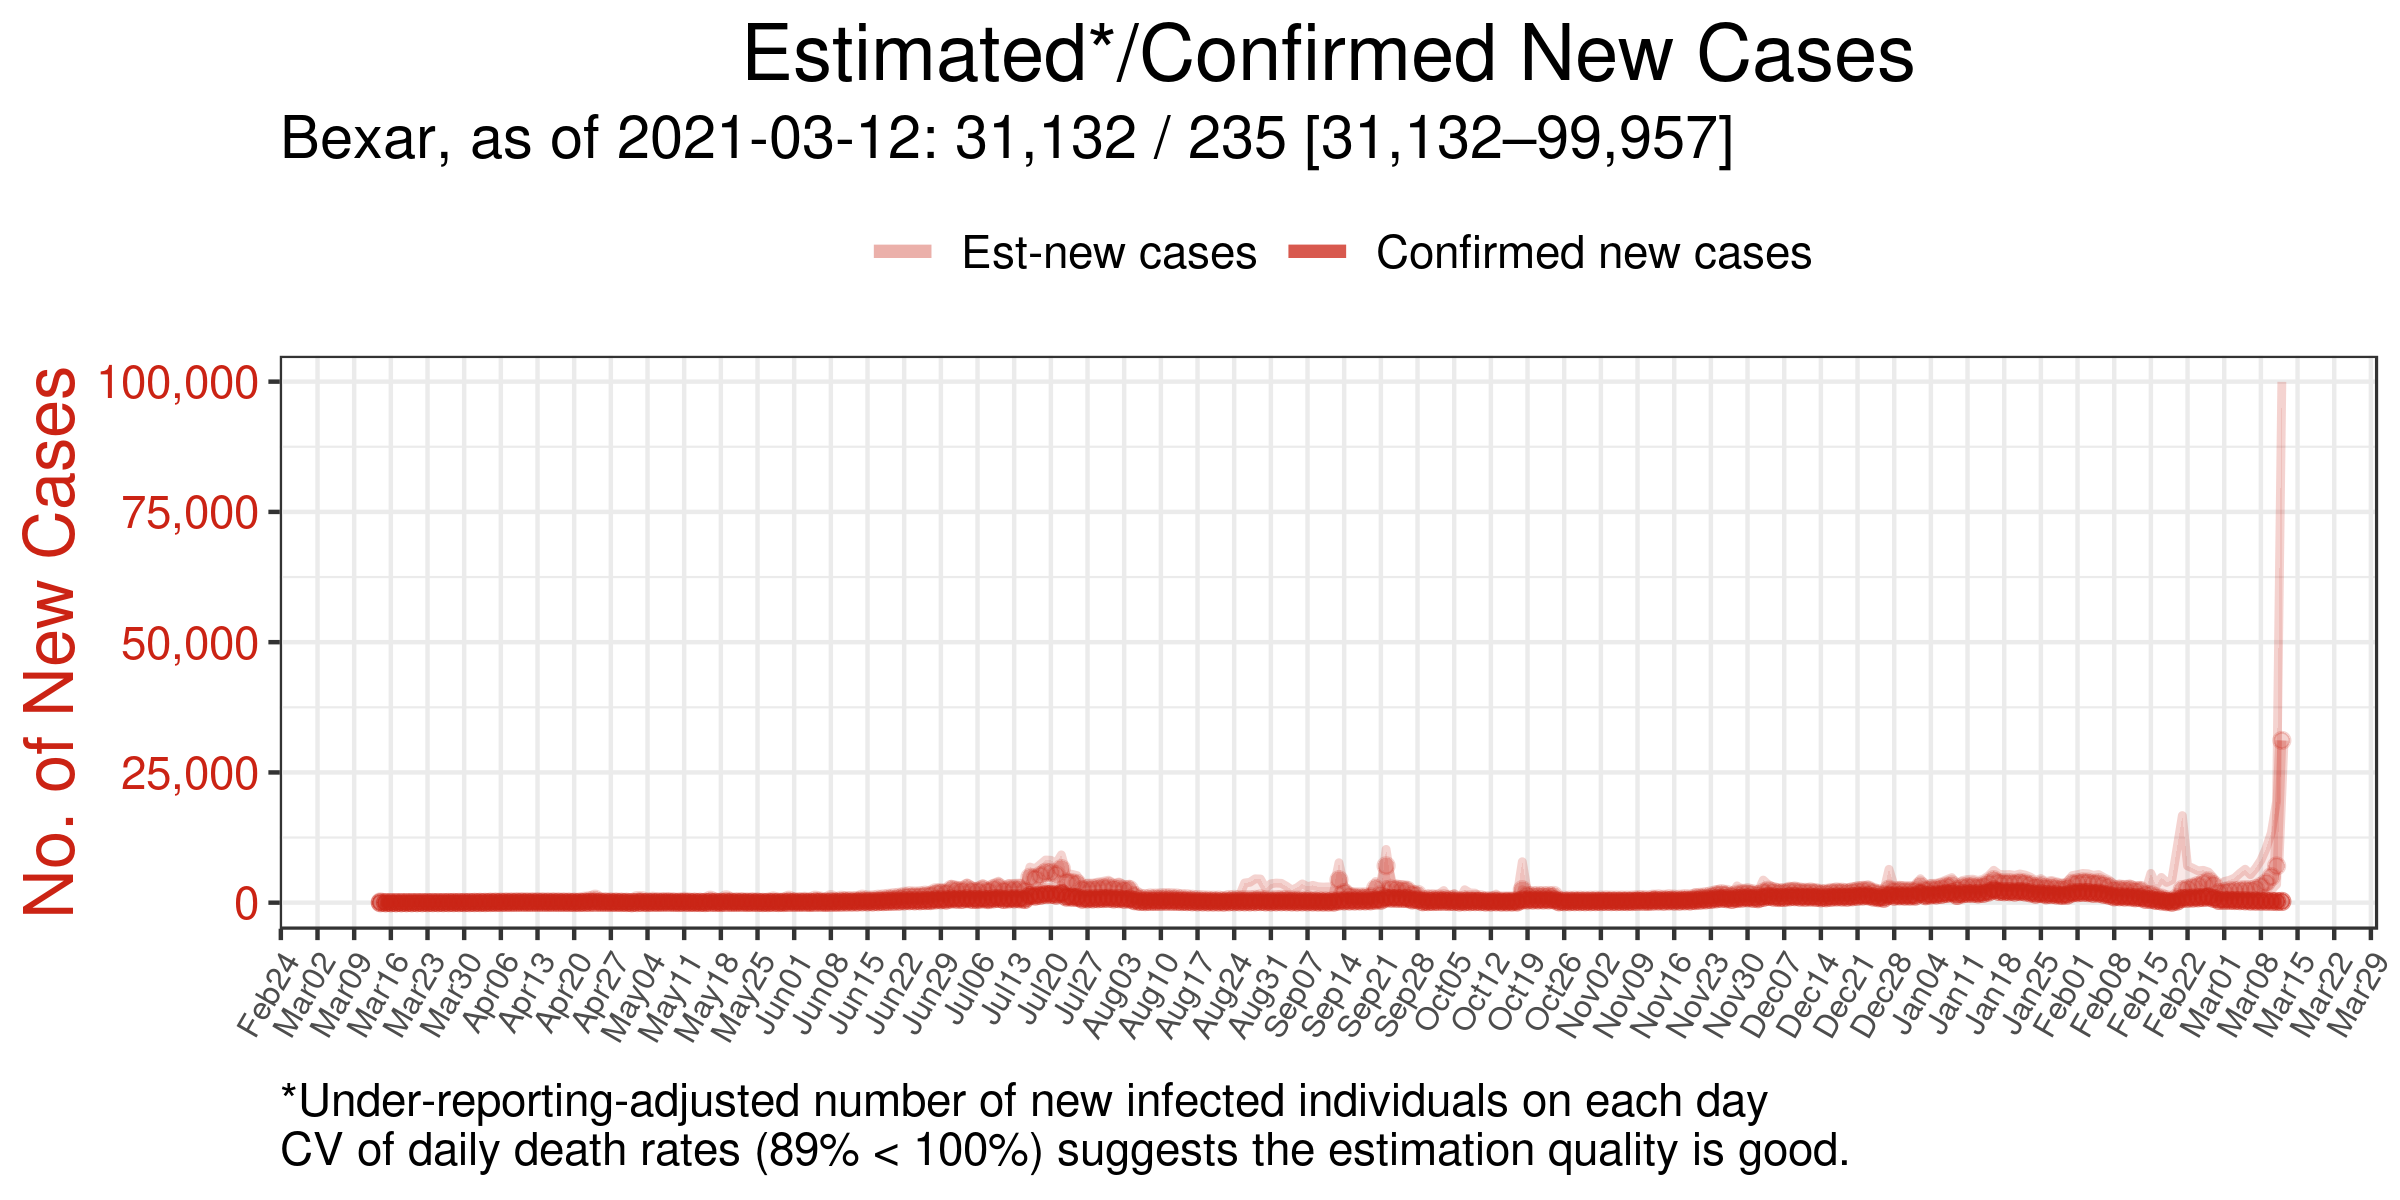 Estimated*/Confirmed New Cases
Bexar, as of 2021-03-12: 31,132 / 235 [31,132–99,957]
Est-new cases
Confirmed new cases
No. of New Cases
100,000
75,000
50,000
25,000
0
Feb24
Mar02
Mar09
Mar16
Mar23
Mar30
Apr06
Apr13
Apr20
Apr27
May04
May11
May18
May25
Jun01
Jun08
Jun15
Jun22
Jun29
Jul06
Jul13
Jul20
Jul27
Aug03
Aug10
Aug17
Aug24
Aug31
Sep07
Sep14
Sep21
Sep28
Oct05
Oct12
Oct19
Oct26
Nov02
Nov09
Nov16
Nov23
Nov30
Dec07
Dec14
Dec21
Dec28
Jan04
Jan11
Jan18
Jan25
Feb01
Feb08
Feb15
Feb22
Mar01
Mar08
Mar15
Mar22
Mar29
*Under-reporting-adjusted number of new infected individuals on each day
CV of daily death rates (89% < 100%) suggests the estimation quality is good.